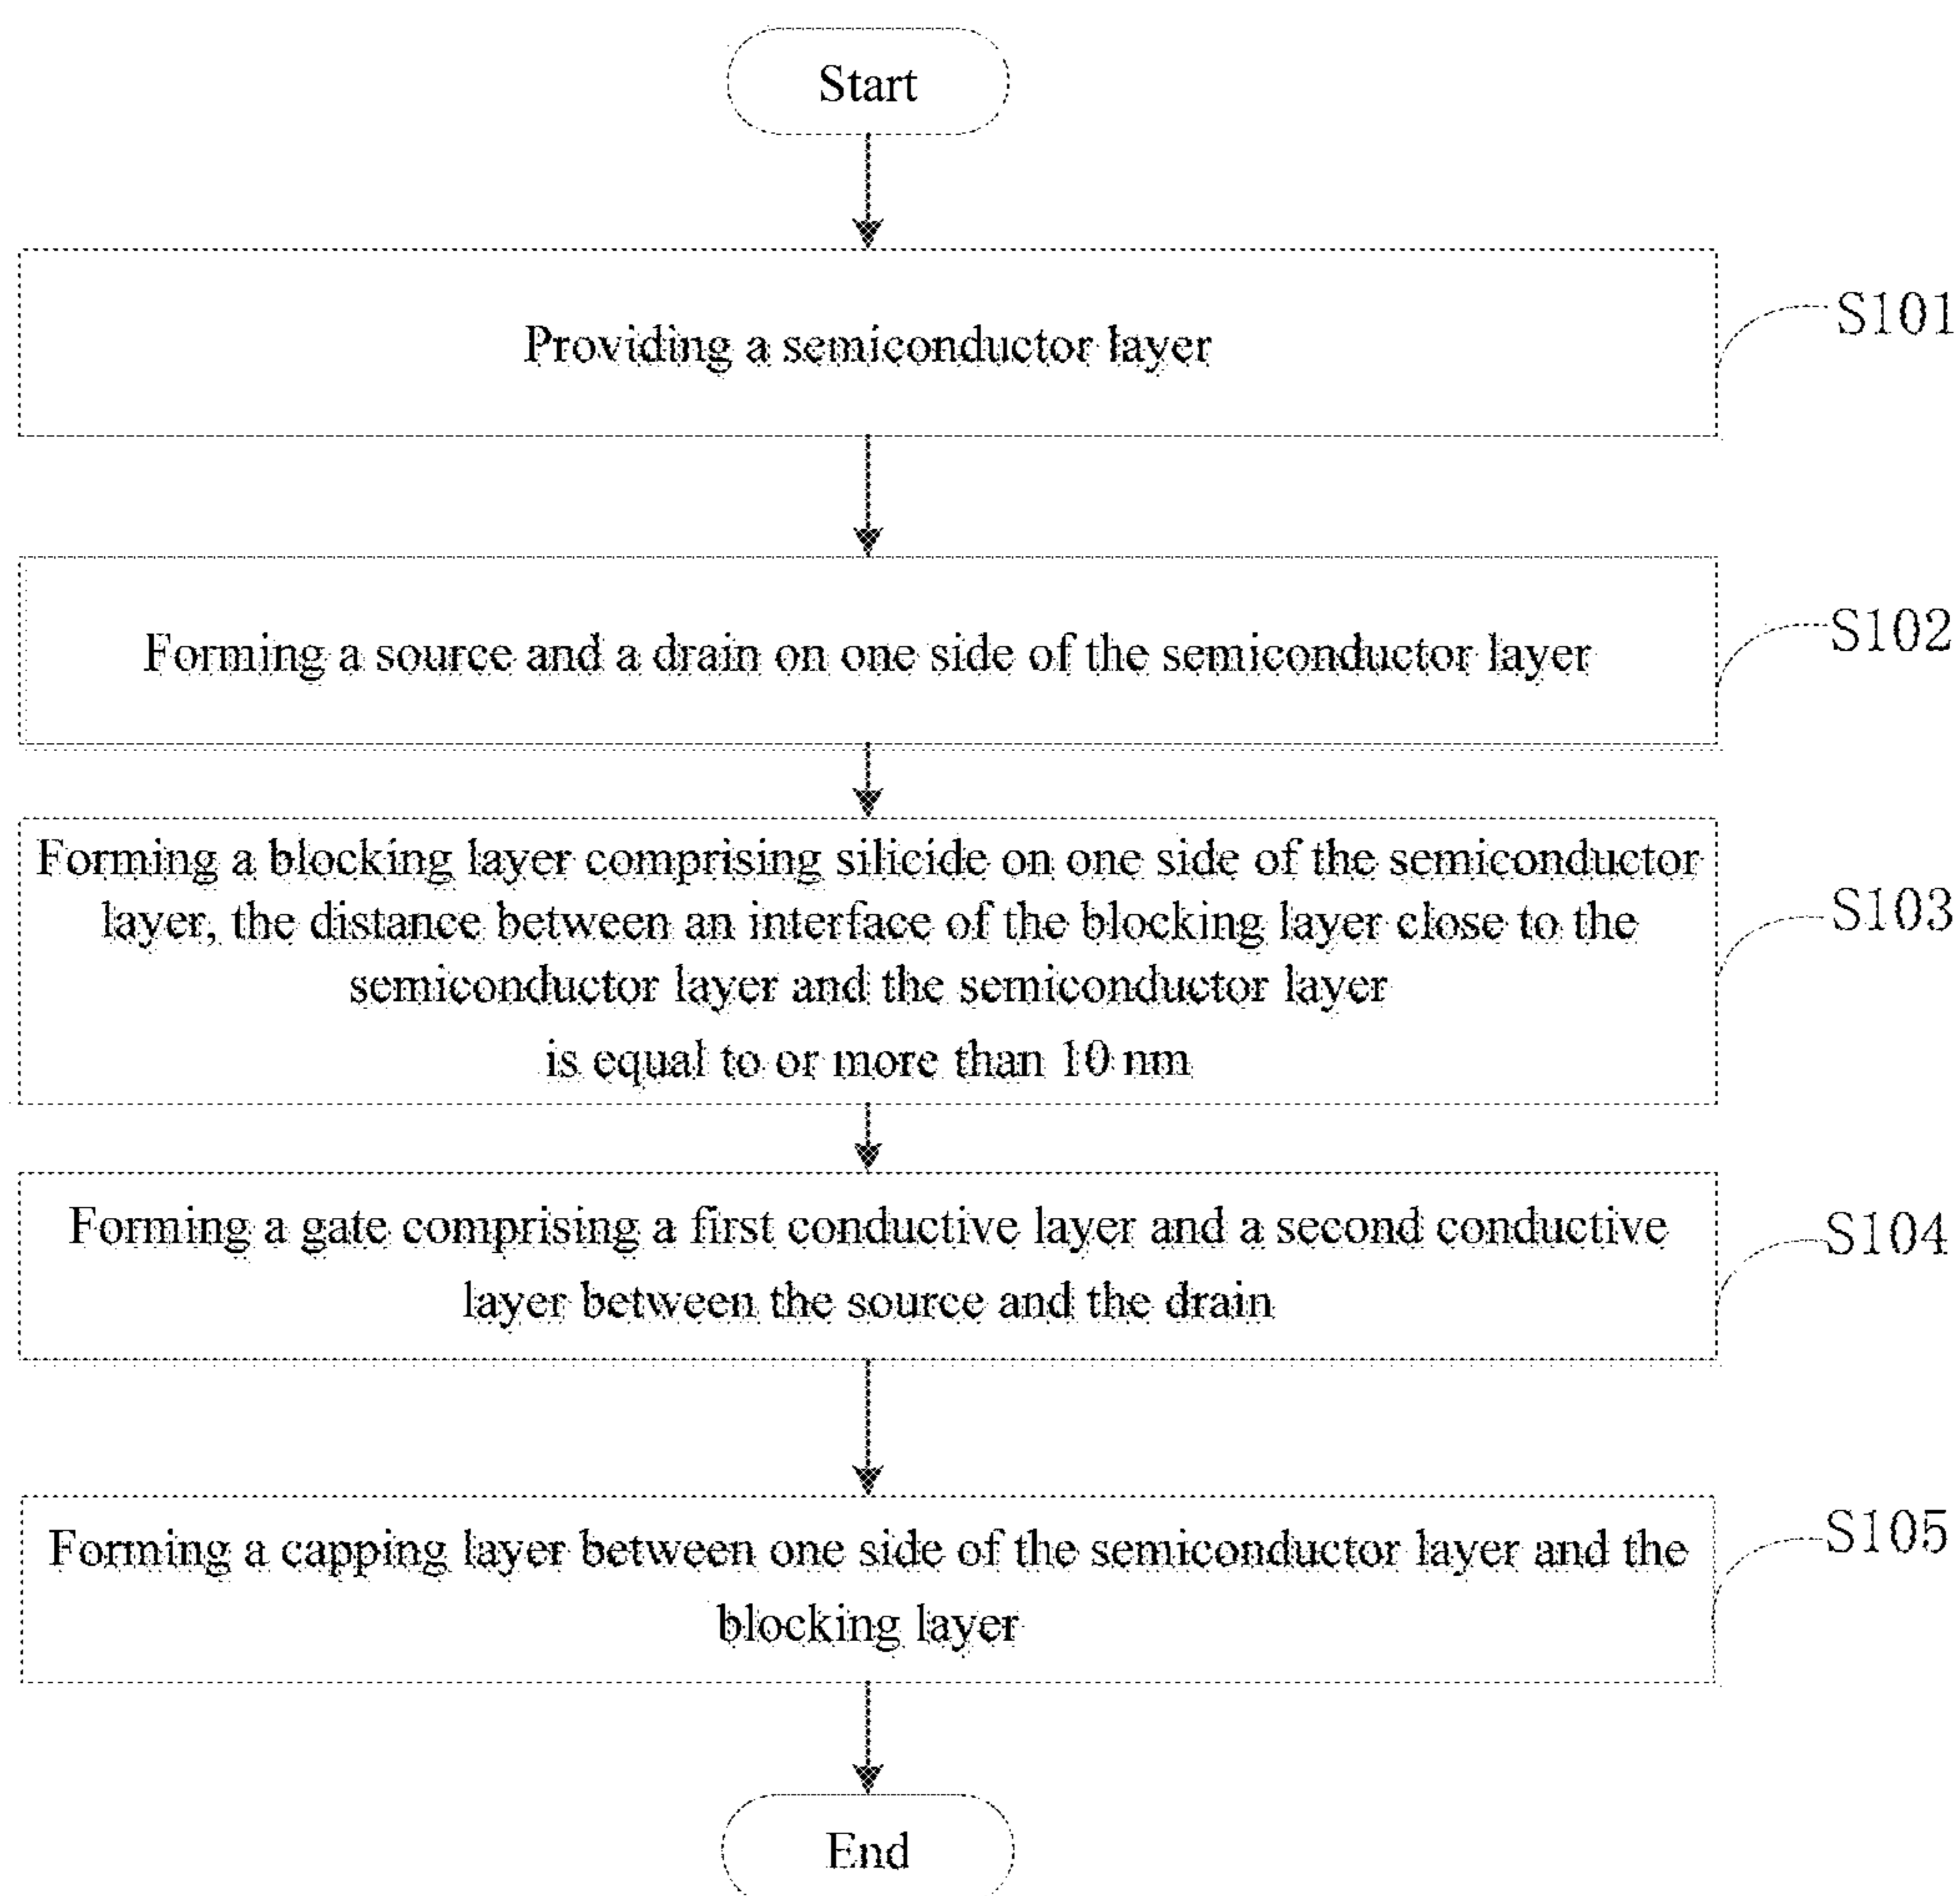 Start
Providing a semiconductor layer
S101
Forming a source and a drain on one side of the semiconductor layer
S102
Forming a blocking layer comprising silicide on one side of the semiconductor
layer, the distance between an interface of the blocking layer close to the
semiconductor layer and the semiconductor layer
is equal to or more than 10 nm
S103
Forming a gate comprising a first conductive layer and a second conductive
layer between the source and the drain
S104
Forming a capping layer between one side of the semiconductor layer and the
blocking layer
S105
End